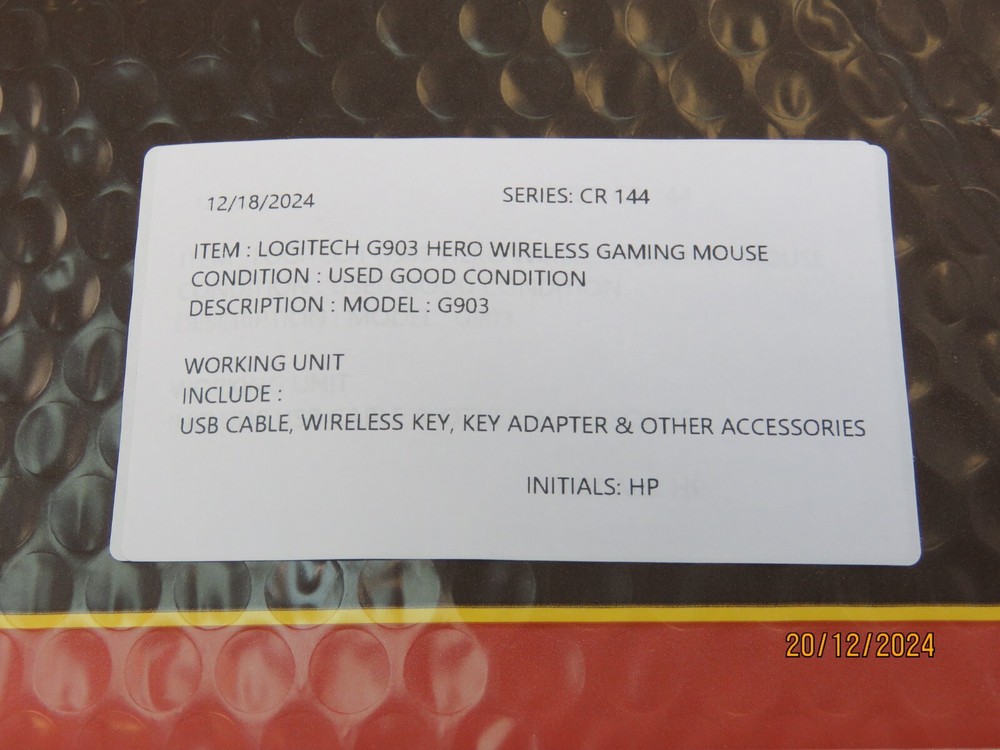 12/18/2024 SERIES: CR 144
ITEM : LOGITECH G903 HERO WIRELESS GAMING MOUSE
CONDITION : USED GOOD CONDITION
DESCRIPTION : MODEL : G903
WORKING UNIT
INCLUDE :
USB CABLE, WIRELESS KEY, KEY ADAPTER & OTHER ACCESSORIES
INITIALS: HP
20/12/2024